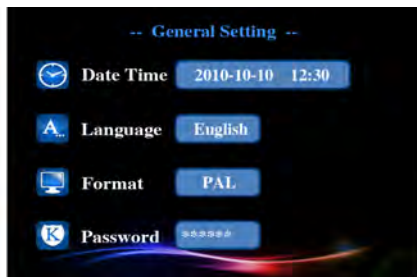 -- General Setting --
Date Time 2010-10-10 12:30
A... Language English
Format PAL
K Password ******